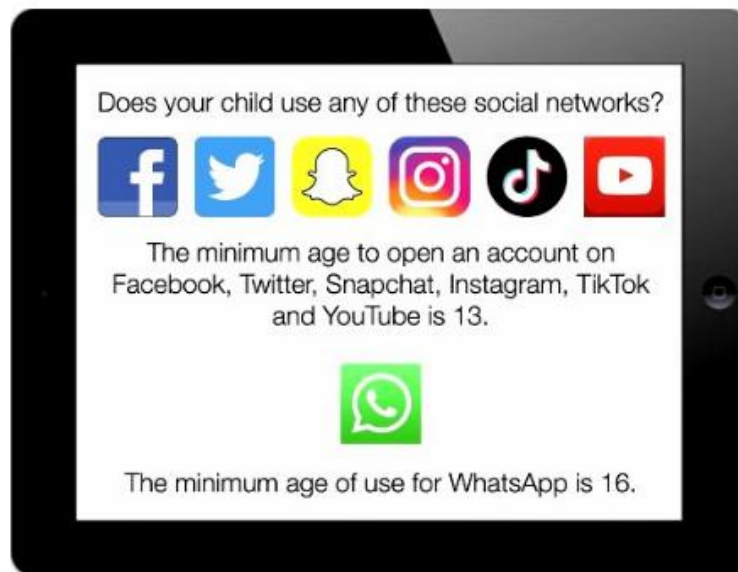 Does your child use any of these social networks?
The minimum age to open an account on
Facebook, Twitter, Snapchat, Instagram, TikTok
and YouTube is 13.
The minimum age of use for WhatsApp is 16.